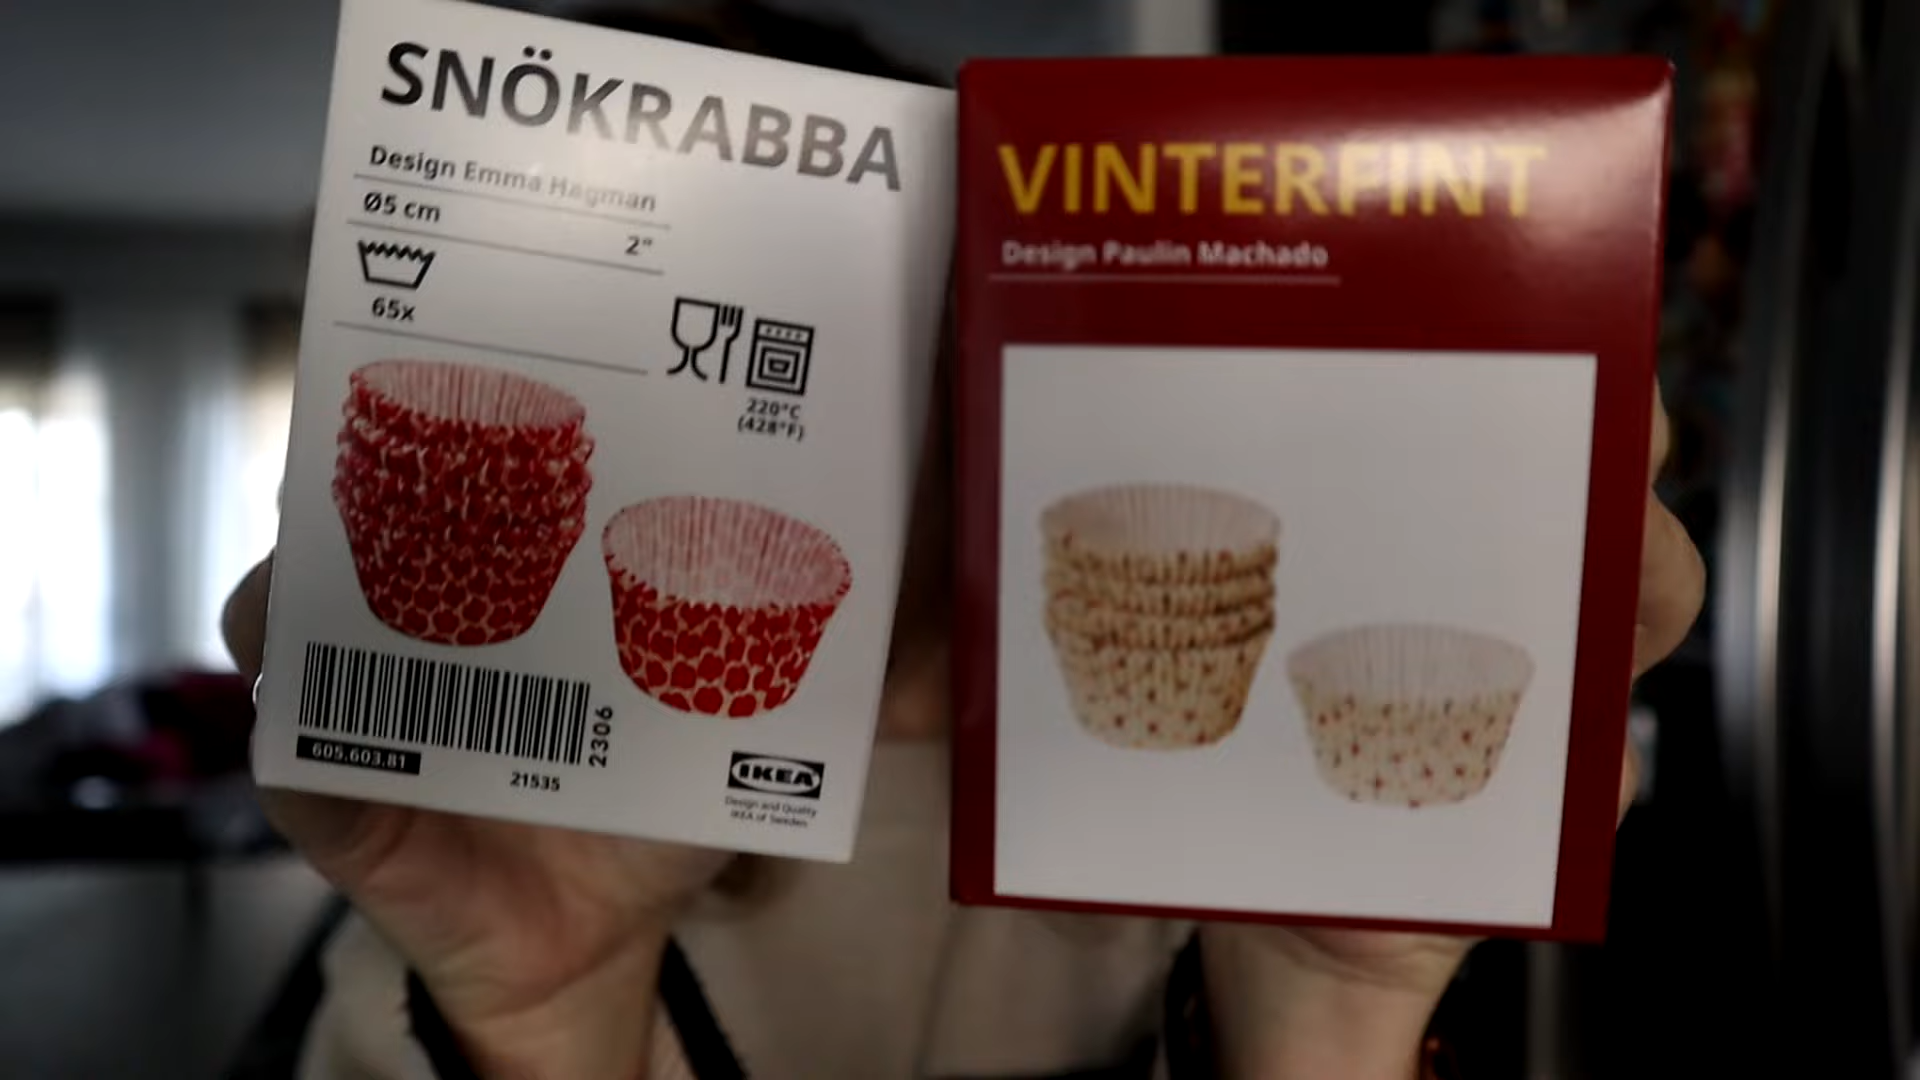 SNÖKRABBA
Design Emma Hagman
Ø5 cm
2"
65x
220°C
(428°F)
2306
605.603.81
21535
IKEA
Design and Quality
IKEA of Sweden
VINTERFINT
Design Paulin Machado